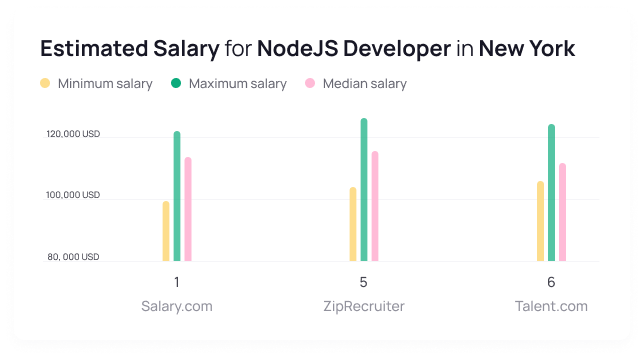 Estimated Salary for NodeJS Developer in New York
Minimum salary Maximum salary Median salary
120,000 USD
100,000 USD
80, 000 USD
1 5 6
Salary.com ZipRecruiter Talent.com